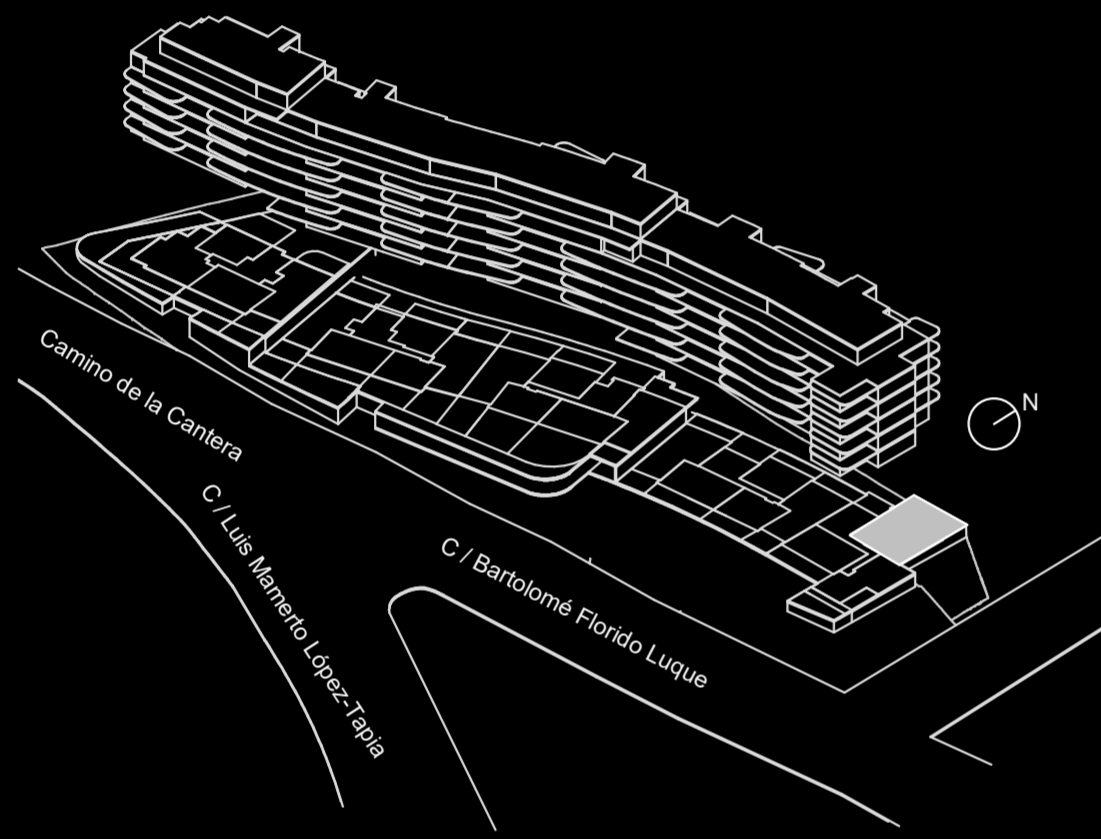 Camino de la Cantera
N
C / Luis Mamerto López-Tapia
C / Bartolomé Florido Luque